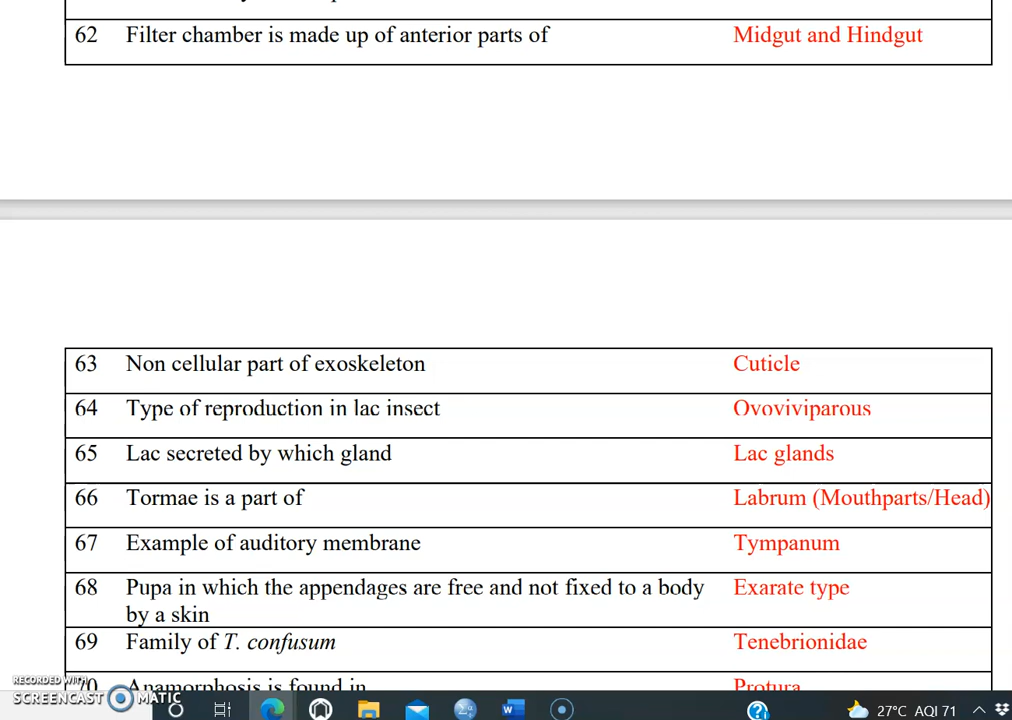 62 Filter chamber is made up of anterior parts of Midgut and Hindgut
63 Non cellular part of exoskeleton Cuticle
64 Type of reproduction in lac insect Ovoviviparous
65 Lac secreted by which gland Lac glands
66 Tormae is a part of Labrum (Mouthparts/Head)
67 Example of auditory membrane Tympanum
68 Pupa in which the appendages are free and not fixed to a body Exarate type
by a skin
69 Family of T. confusum Tenebrionidae
70 Anamorphosis is found in Protura
RECORDED WITH
SCREENCAST MATIC
27°C AQI 71